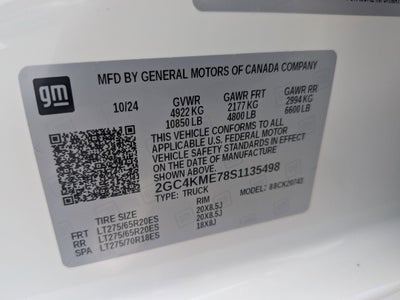 gm
MFD BY GENERAL MOTORS OF CANADA COMPANY
10/24 GVWR GAWR FRT GAWR RR
4922 KG 2177 KG 2994 KG
10850 LB 4800 LB 6600 LB
THIS VEHICLE CONFORMS TO ALL
APPLICABLE U.S. FEDERAL MOTOR
VEHICLE SAFETY STANDARDS IN EFFECT
ON THE DATE OF MANUFACTURE SHOWN ABOVE.
2GC4KME78S1135498
TYPE: TRUCK
TIRE SIZE RIM
FRT LT275/65R20ES 20X8.5J
RR LT275/65R20ES 20X8.5J
SPA LT275/70R18ES 18X8J